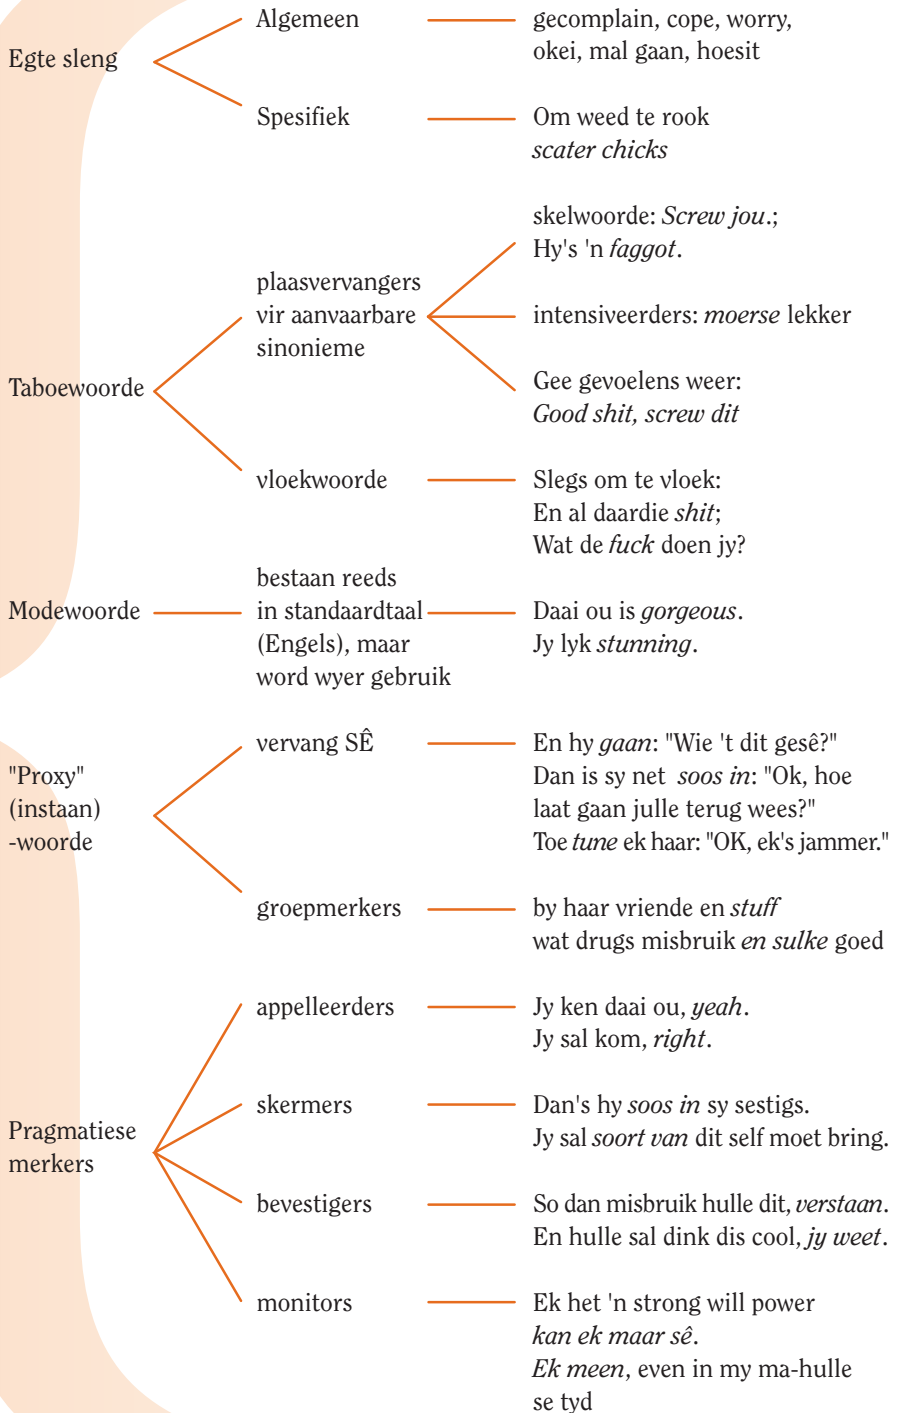 Egte sleng
Algemeen
gecomplain, cope, worry,
okei, mal gaan, hoesit
Spesifiek
Om weed te rook
scater chicks
Taboewoorde
plaasvervangers
vir aanvaarbare
sinonieme
skelwoorde: Screw jou.;
Hy's 'n faggot.
intensiveerders: moerse lekker
Gee gevoelens weer:
Good shit, screw dit
vloekwoorde
Slegs om te vloek:
En al daardie shit;
Wat de fuck doen jy?
Modewoorde
bestaan reeds
in standaardtaal
(Engels), maar
word wyer gebruik
Daai ou is gorgeous.
Jy lyk stunning.
"Proxy"
(instaan)
-woorde
vervang SÊ
En hy gaan: "Wie 't dit gesê?"
Dan is sy net soos in: "Ok, hoe
laat gaan julle terug wees?"
Toe tune ek haar: "OK, ek's jammer."
groepmerkers
by haar vriende en stuff
wat drugs misbruik en sulke goed
Pragmatiese
merkers
appelleerders
Jy ken daai ou, yeah.
Jy sal kom, right.
skermers
Dan's hy soos in sy sestigs.
Jy sal soort van dit self moet bring.
bevestigers
So dan misbruik hulle dit, verstaan.
En hulle sal dink dis cool, jy weet.
monitors
Ek het 'n strong will power
kan ek maar sê.
Ek meen, even in my ma-hulle
se tyd